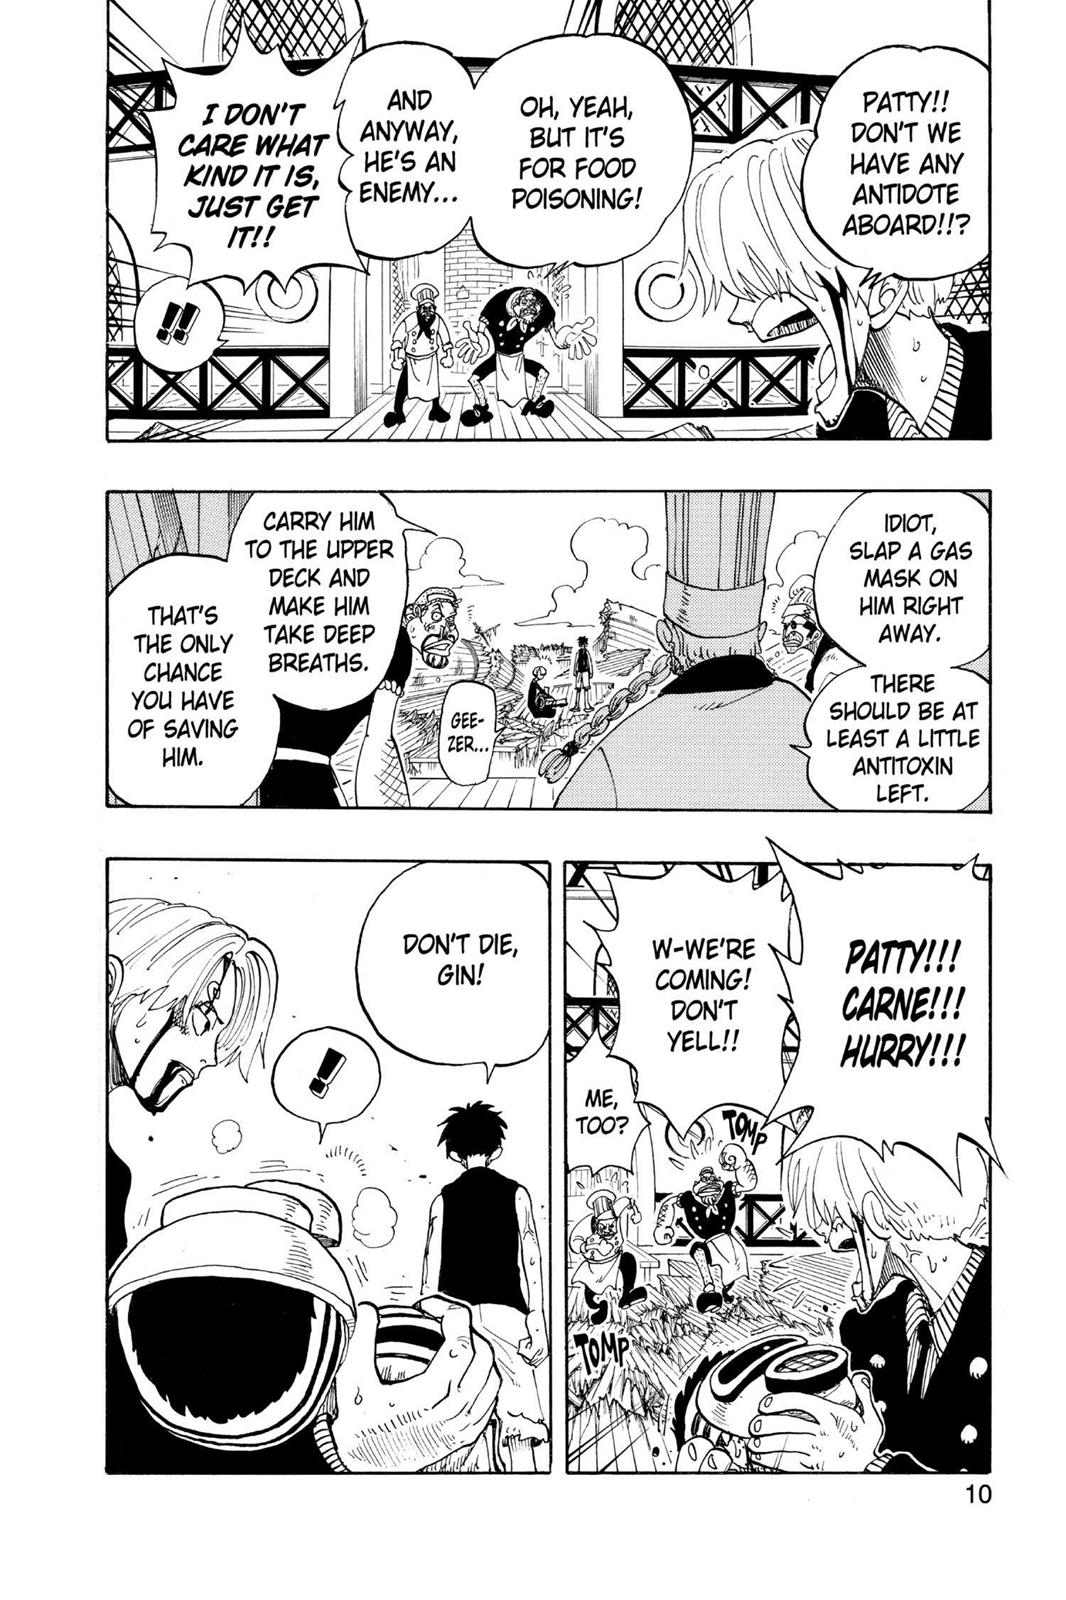 PATTY!!
DON'T WE
HAVE ANY
ANTIDOTE
ABOARD!!?
OH, YEAH,
BUT IT'S
FOR FOOD
POISONING!
AND
ANYWAY,
HE'S AN
ENEMY...
I DON'T
CARE WHAT
KIND IT IS,
JUST GET
IT!!
!!
IDIOT,
SLAP A GAS
MASK ON
HIM RIGHT
AWAY.
THERE
SHOULD BE AT
LEAST A LITTLE
ANTITOXIN
LEFT.
GEE-
ZER...
CARRY HIM
TO THE UPPER
DECK AND
MAKE HIM
TAKE DEEP
BREATHS.
THAT'S
THE ONLY
CHANCE
YOU HAVE
OF SAVING
HIM.
PATTY!!!
CARNE!!!
HURRY!!!
W-WE'RE
COMING!
DON'T
YELL!!
ME,
TOO?
TOMP
TOMP
DON'T DIE,
GIN!
!
10